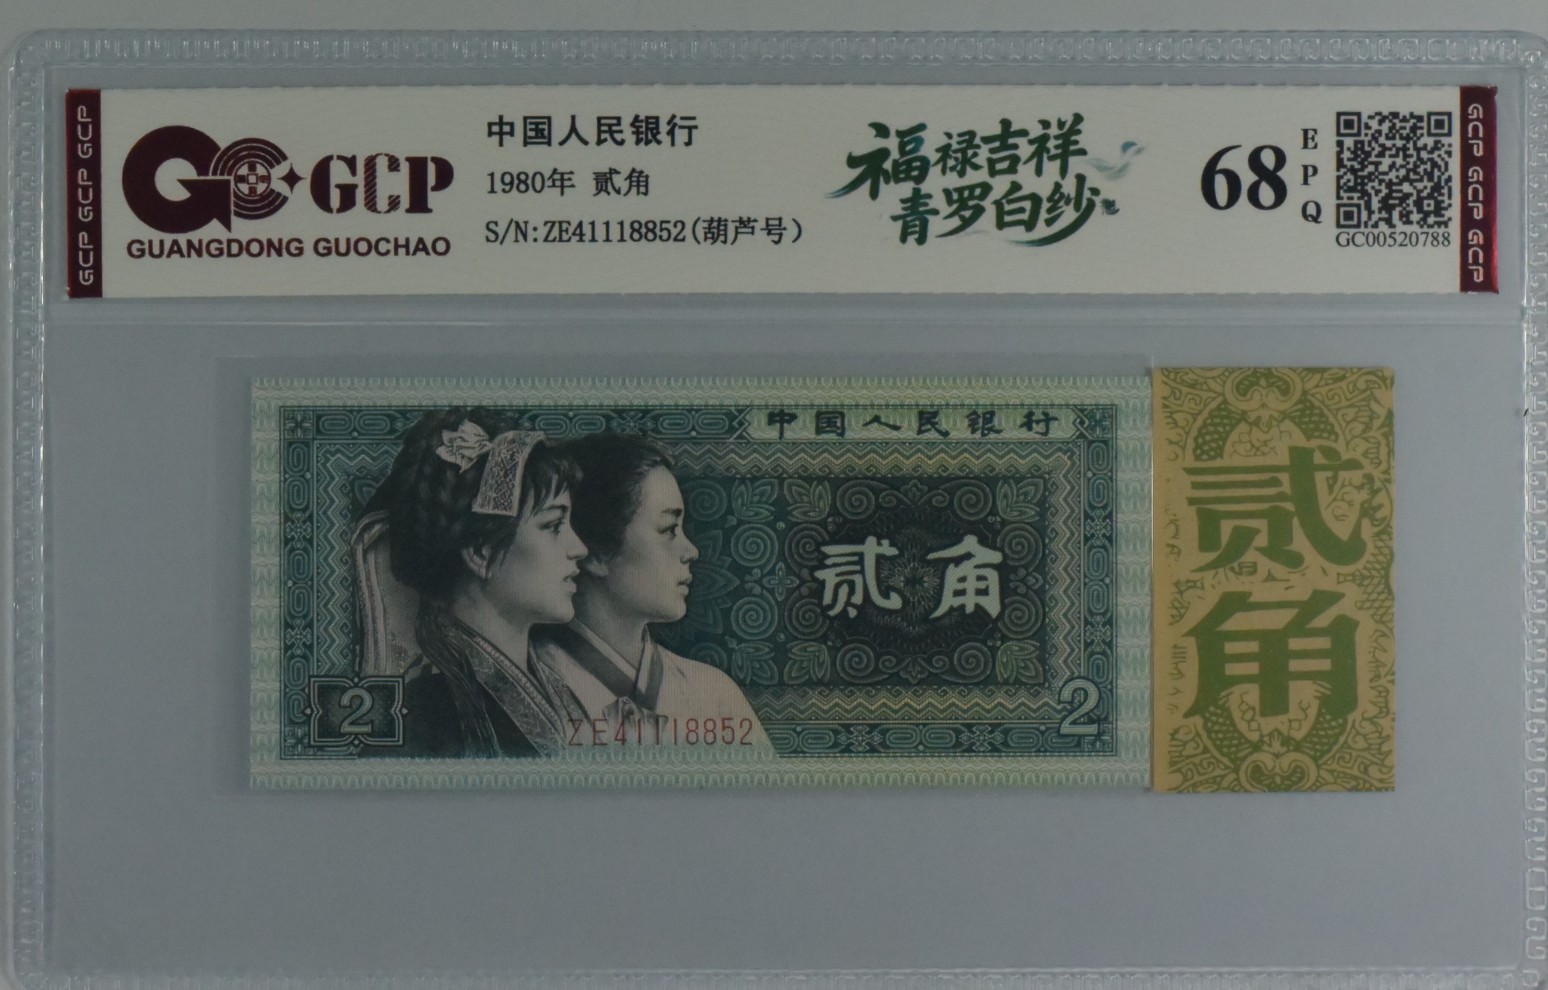 GCP GCP GCP
GCP
GUANGDONG GUOCHAO
中国人民银行
1980年 贰角
S/N:ZE41118852(葫芦号)
福禄吉祥
青罗白纱
68
EPQ
GC00520788
GCP GCP GCP
中国人民银行
贰角
2
2
ZE41118852
贰角